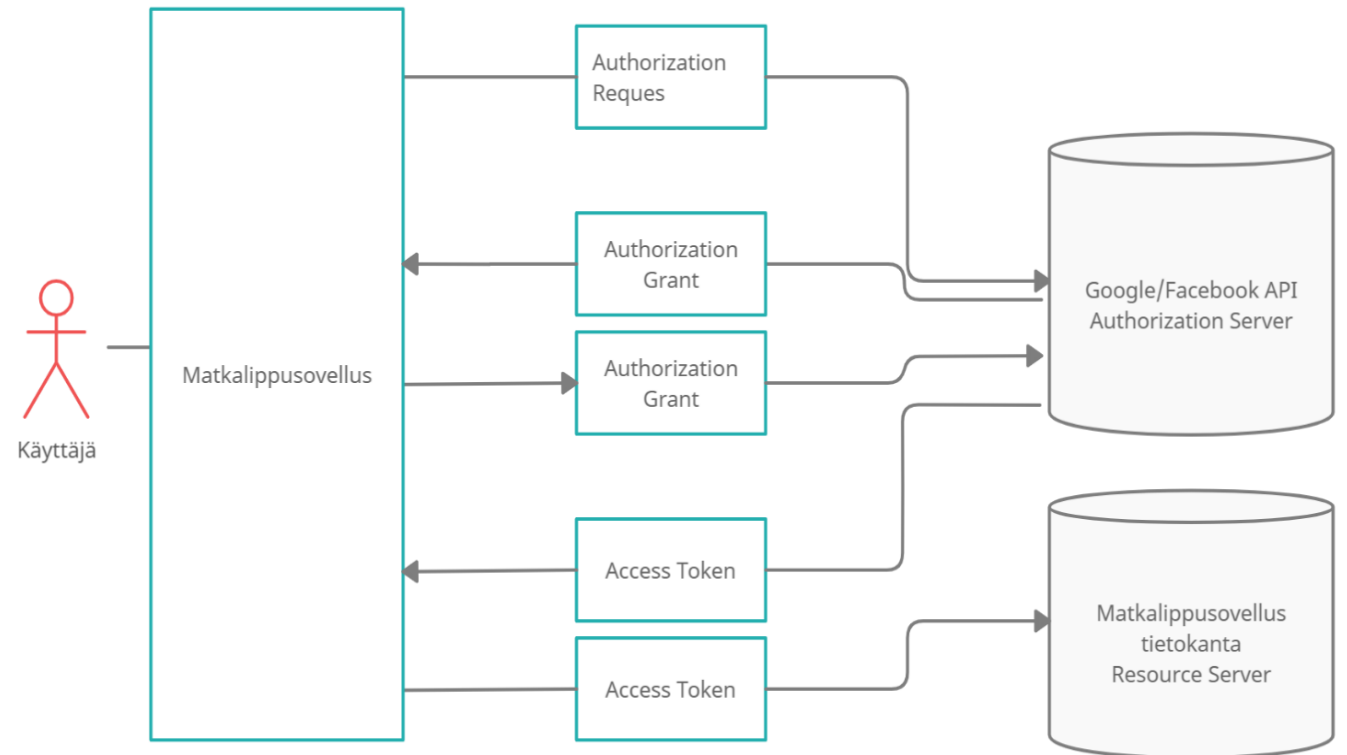 Authorization
Reques
Authorization
Grant
Google/Facebook API
Authorization Server
Authorization
Grant
Matkalippusovellus
Käyttäjä
Access Token
Matkalippusovellus
tietokanta
Resource Server
Access Token